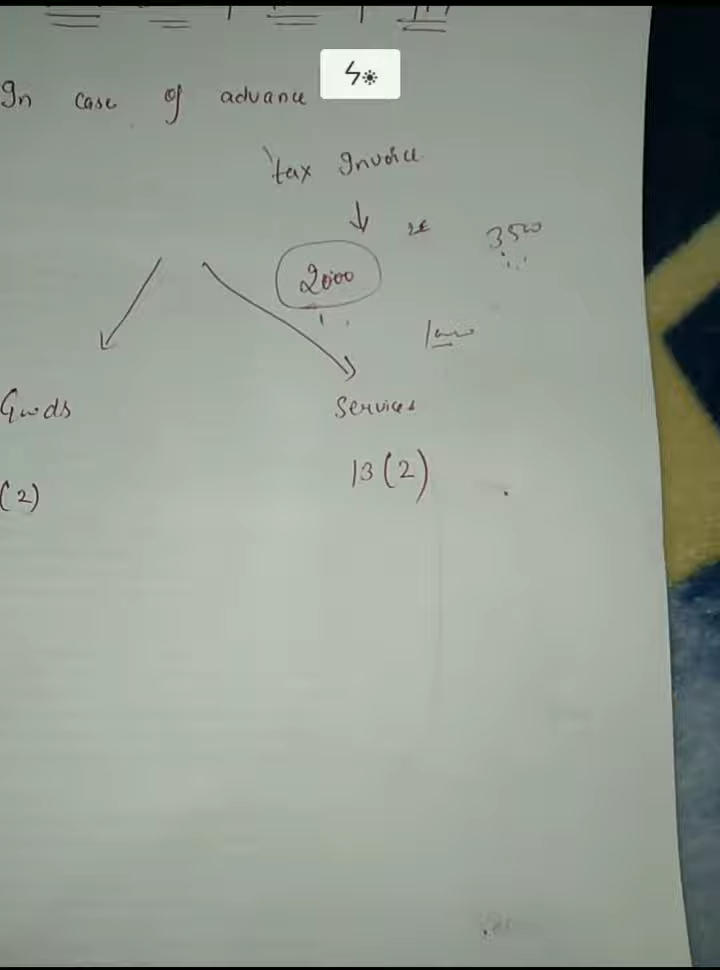 In case of advance
tax Invoice
2000
3500
Goods
Services
(2)
13(2)